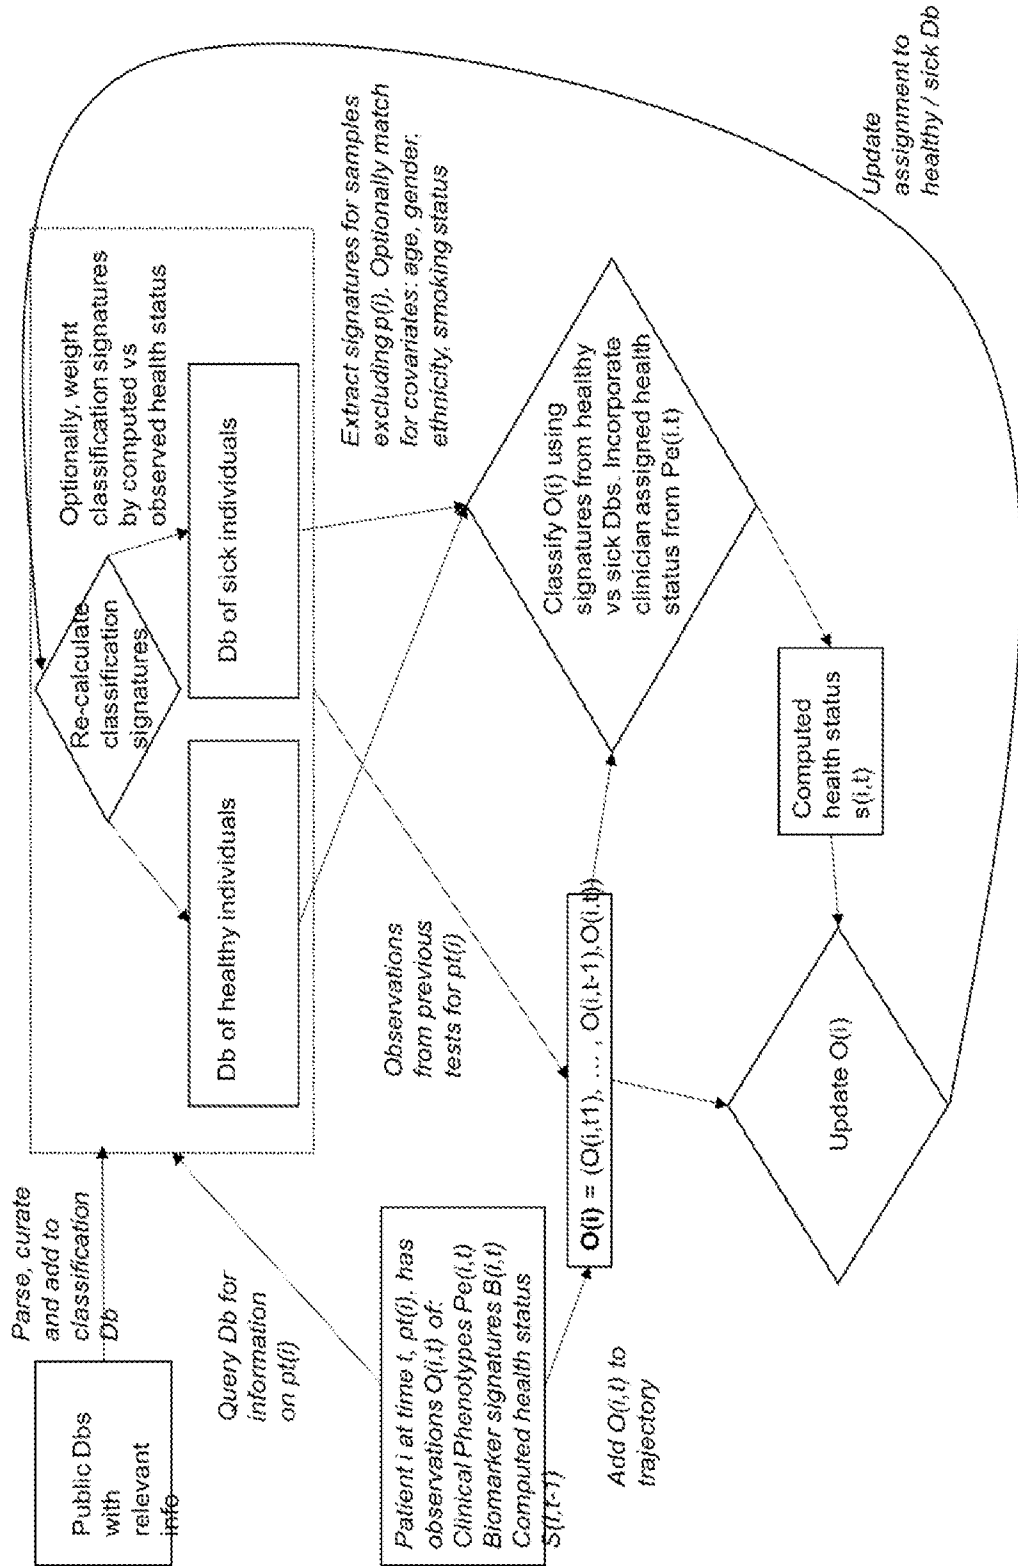 Public Dbs
with
relevant
info
Parse, curate
and add to
classification
Db
Re-calculate
classification
signatures
Optionally, weight
classification signatures
by computed vs
observed health status
Db of healthy individuals
Db of sick individuals
Query Db for
information
on pt(i)
Observations
from previous
tests for pt(i)
Extract signatures for samples
excluding p(i). Optionally match
for covariates: age, gender,
ethnicity, smoking status
Patient i at time t, pt(i), has
observations O(i,t) of:
Clinical Phenotypes Pe(i,t)
Biomarker signatures B(i,t)
Computed health status
S(i,t-1)
Add O(i,t) to
trajectory
O(i) = (O(i,t1), ... , O(i,t-1),O(i,t))
Classify O(i) using
signatures from healthy
vs sick Dbs. Incorporate
clinician assigned health
status from Pe(i,t)
Computed
health status
s(i,t)
Update O(i)
Update
assignment to
healthy / sick Db